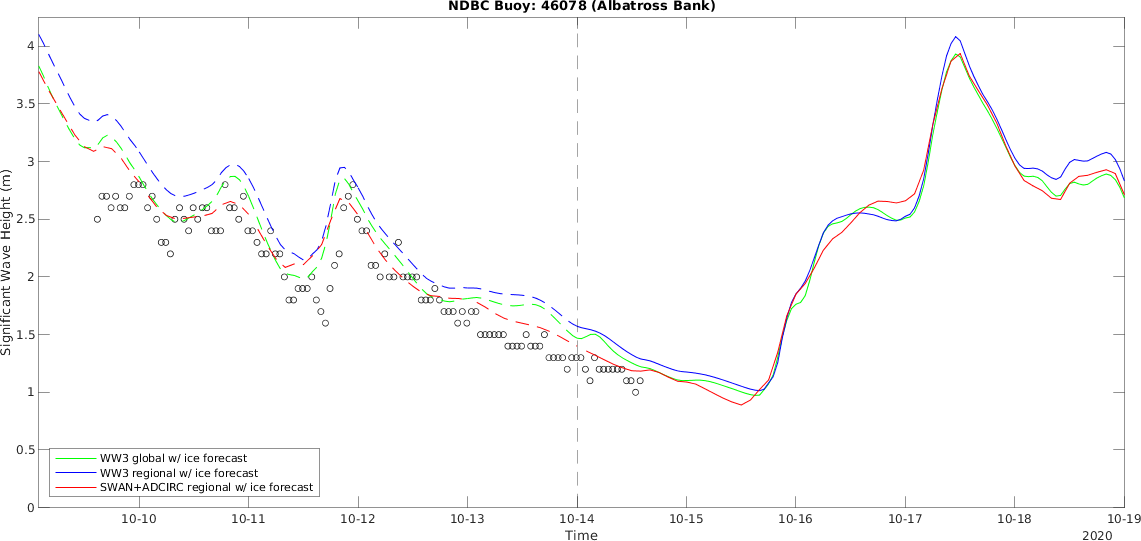 NDBC Buoy: 46078 (Albatross Bank)
Significant Wave Height (m)
4
3.5
3
2.5
2
1.5
1
0.5
0
WW3 global w/ ice forecast
WW3 regional w/ ice forecast
SWAN+ADCIRC regional w/ ice forecast
10-10 10-11 10-12 10-13 10-14 10-15 10-16 10-17 10-18 10-19
Time
2020